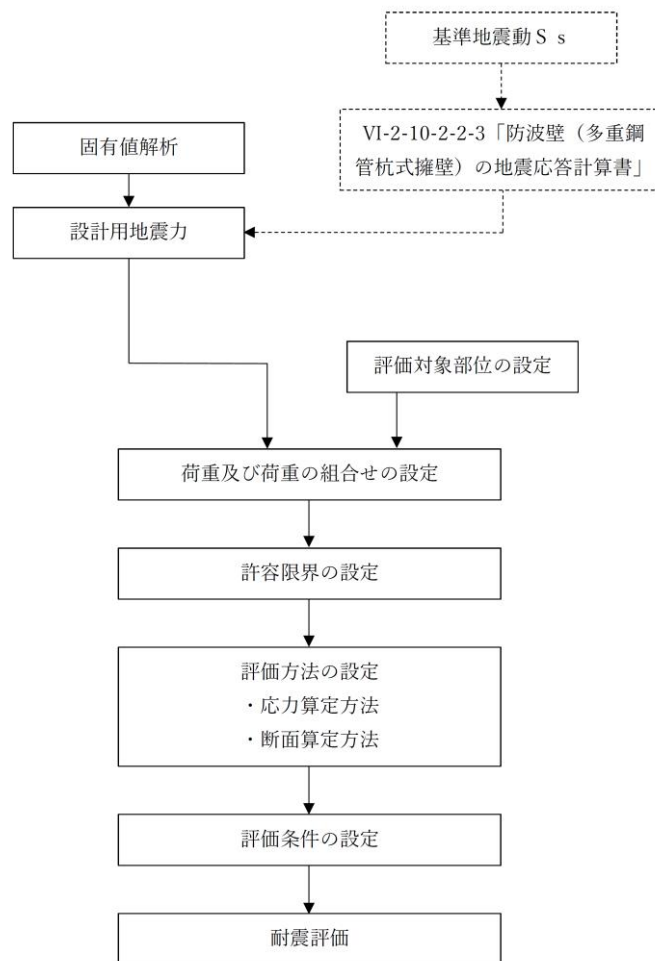 基準地震動Ｓｓ
Ⅵ-2-10-2-2-3「防波壁（多重鋼
管杭式擁壁）の地震応答計算書」
固有値解析
設計用地震力
評価対象部位の設定
荷重及び荷重の組合せの設定
許容限界の設定
評価方法の設定
・応力算定方法
・断面算定方法
評価条件の設定
耐震評価